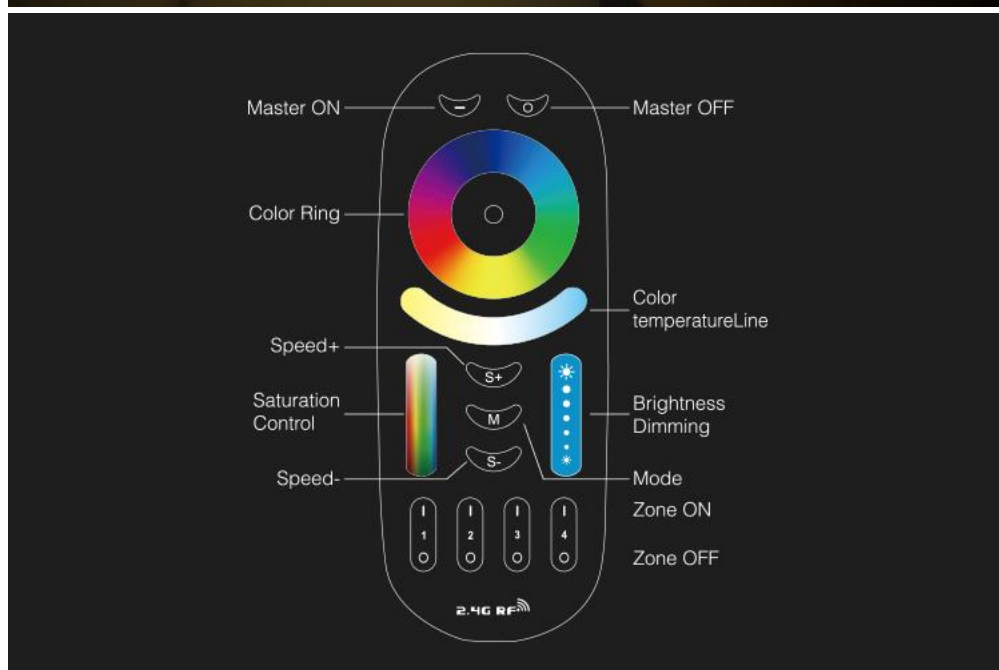 Master ON
Master OFF
Color Ring
Color
temperatureLine
Speed+
S+
Saturation
Control
M
Brightness
Dimming
S-
Speed-
Mode
Zone ON
1 2 3 4
Zone OFF
2.4G RF